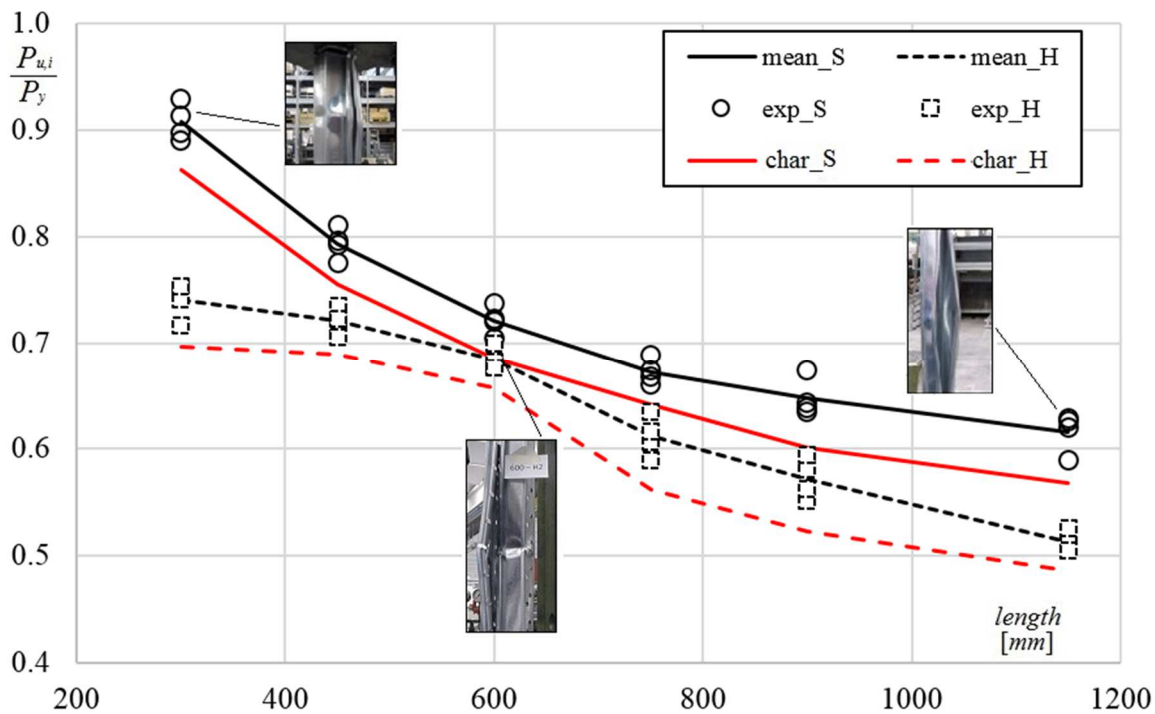 1.0
P_{u,i}
P_y
0.9
0.8
0.7
0.6
0.5
0.4
mean_S
mean_H
exp_S
exp_H
char_S
char_H
600-H2
length
[mm]
200
400
600
800
1000
1200